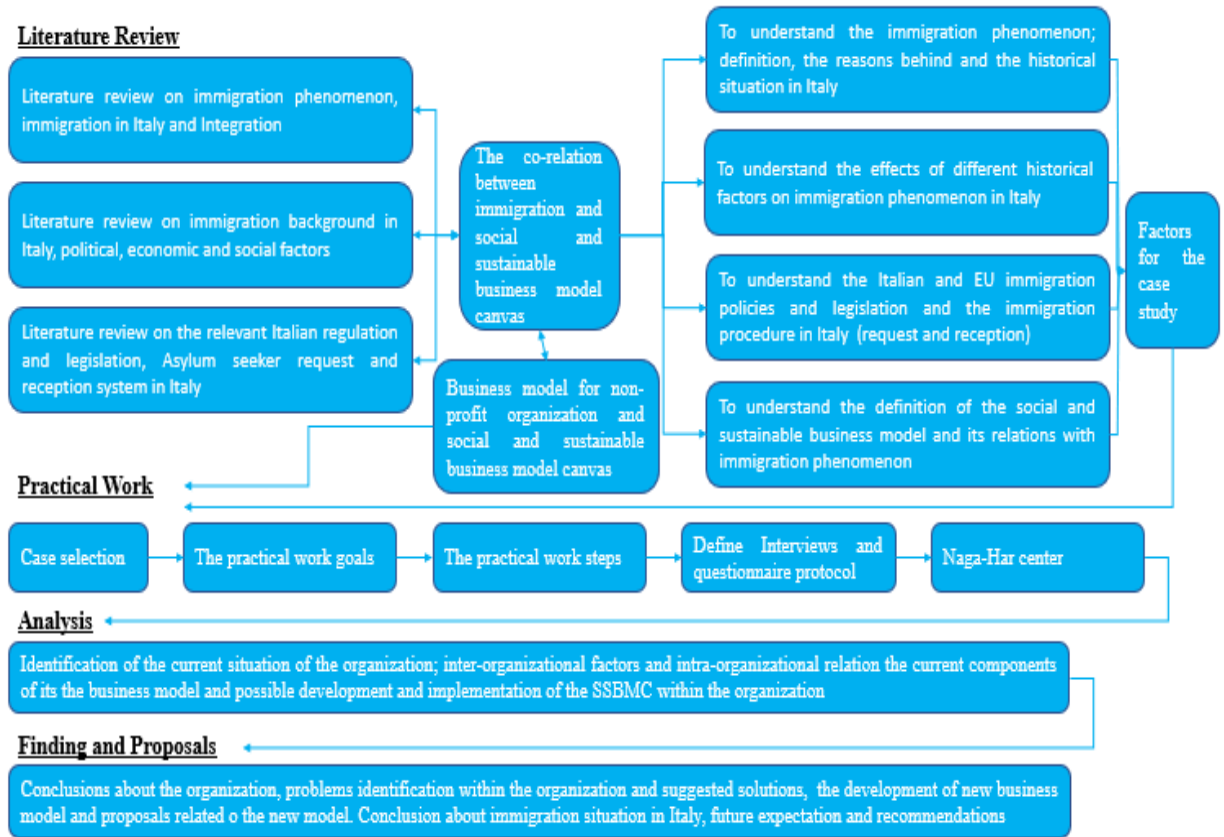 Literature Review
Literature review on immigration phenomenon,
immigration in Italy and Integration
Literature review on immigration background in
Italy, political, economic and social factors
Literature review on the relevant Italian regulation
and legislation, Asylum seeker request and
reception system in Italy
The co-relation
between
immigration and
social and
sustainable
business model
canvas
Business model for non-
profit organization and
social and sustainable
business model canvas
To understand the immigration phenomenon;
definition, the reasons behind and the historical
situation in Italy
To understand the effects of different historical
factors on immigration phenomenon in Italy
To understand the Italian and EU immigration
policies and legislation and the immigration
procedure in Italy (request and reception)
To understand the definition of the social and
sustainable business model and its relations with
immigration phenomenon
Factors
for the
case
study
Practical Work
Case selection
The practical work goals
The practical work steps
Define Interviews and
questionnaire protocol
Naga-Har center
Analysis
Identification of the current situation of the organization; inter-organizational factors and intra-organizational relation the current components
of its the business model and possible development and implementation of the SSBMC within the organization
Finding and Proposals
Conclusions about the organization, problems identification within the organization and suggested solutions, the development of new business
model and proposals related o the new model. Conclusion about immigration situation in Italy, future expectation and recommendations